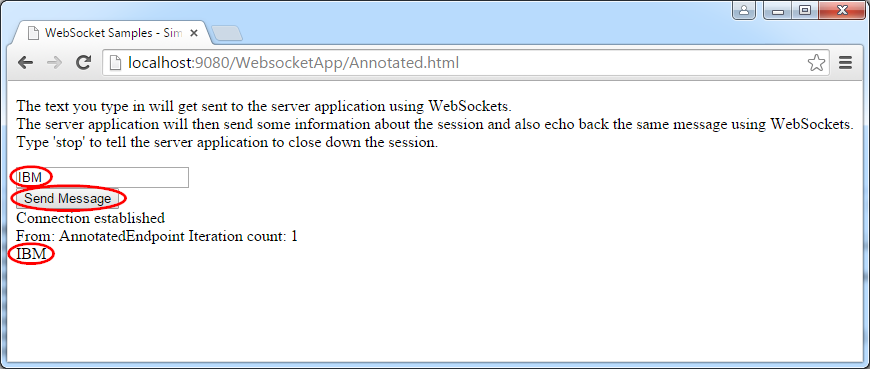 WebSocket Samples - Sim
localhost:9080/WebsocketApp/Annotated.html
The text you type in will get sent to the server application using WebSockets.
The server application will then send some information about the session and also echo back the same message using WebSockets.
Type 'stop' to tell the server application to close down the session.
IBM
Send Message
Connection established
From: AnnotatedEndpoint Iteration count: 1
IBM